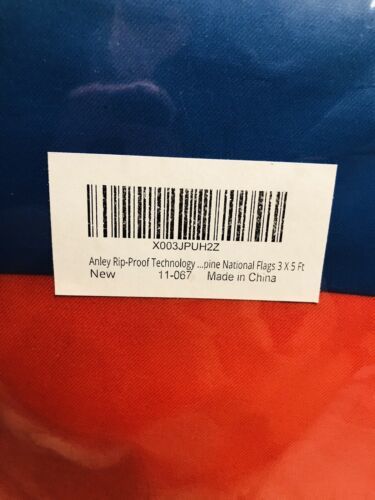 X003JPUH2Z
Anley Rip-Proof Technology ...pine National Flags 3 X 5 Ft
New 11-067 Made in China